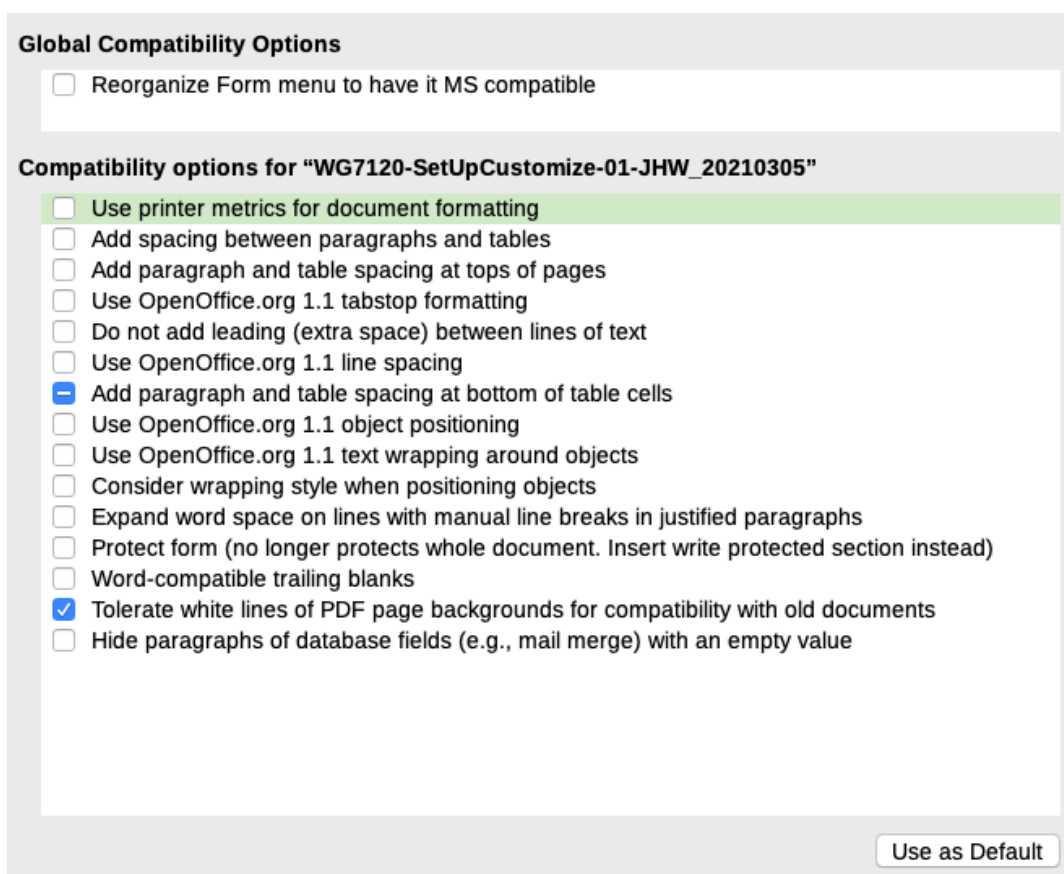 Global Compatibility Options
Reorganize Form menu to have it MS compatible
Compatibility options for “WG7120-SetUpCustomize-01-JHW_20210305”
Use printer metrics for document formatting
Add spacing between paragraphs and tables
Add paragraph and table spacing at tops of pages
Use OpenOffice.org 1.1 tabstop formatting
Do not add leading (extra space) between lines of text
Use OpenOffice.org 1.1 line spacing
Add paragraph and table spacing at bottom of table cells
Use OpenOffice.org 1.1 object positioning
Use OpenOffice.org 1.1 text wrapping around objects
Consider wrapping style when positioning objects
Expand word space on lines with manual line breaks in justified paragraphs
Protect form (no longer protects whole document. Insert write protected section instead)
Word-compatible trailing blanks
Tolerate white lines of PDF page backgrounds for compatibility with old documents
Hide paragraphs of database fields (e.g., mail merge) with an empty value
Use as Default